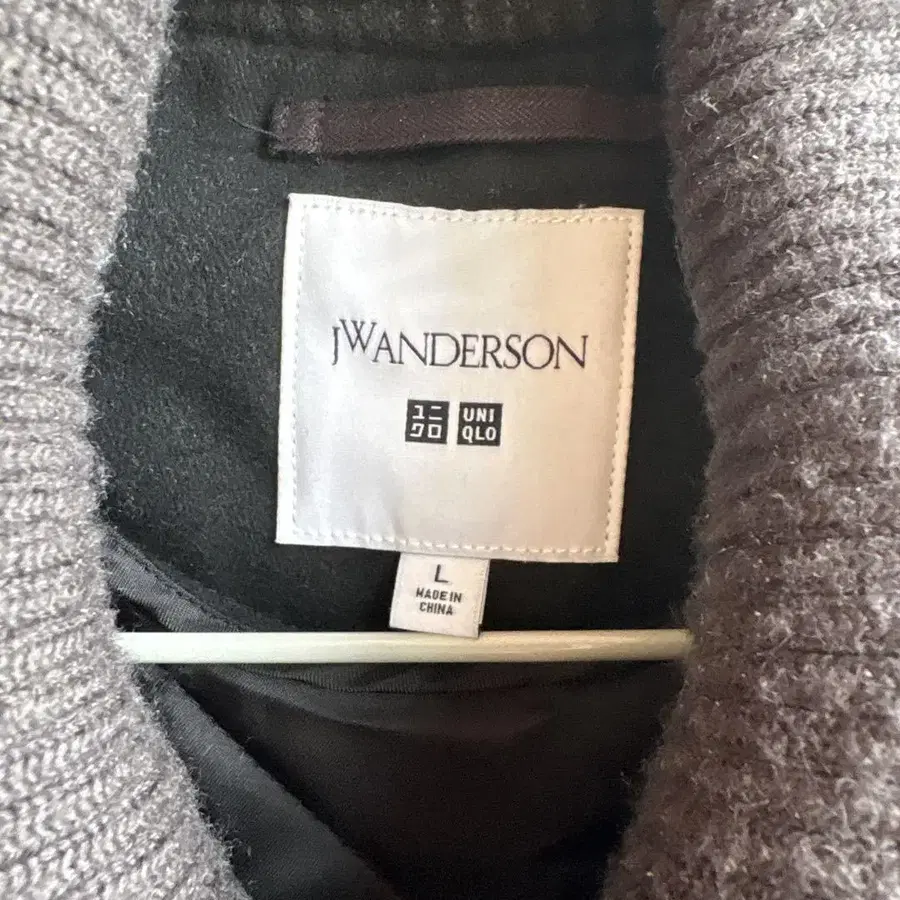 JWANDERSON
ユニ UNI
クロ QLO
L
MADE IN
CHINA